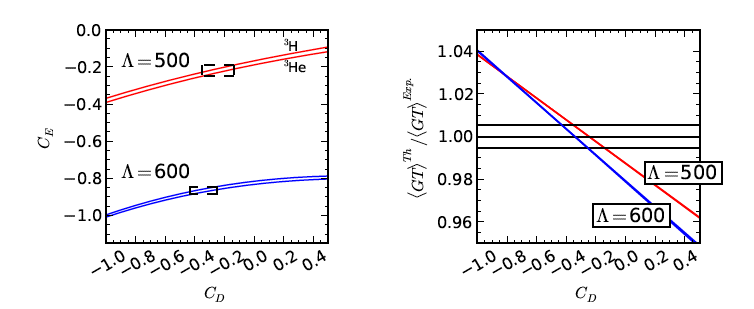 0.0
−0.2
−0.4
−0.6
−0.8
−1.0
C_E
Λ=500
³H
³He
Λ=600
−1.0 −0.8 −0.6 −0.4 −0.2 0.0 0.2 0.4
C_D
1.04
1.02
1.00
0.98
0.96
⟨GT⟩^Th. / ⟨GT⟩^Exp.
Λ=500
Λ=600
−1.0 −0.8 −0.6 −0.4 −0.2 0.0 0.2 0.4
C_D